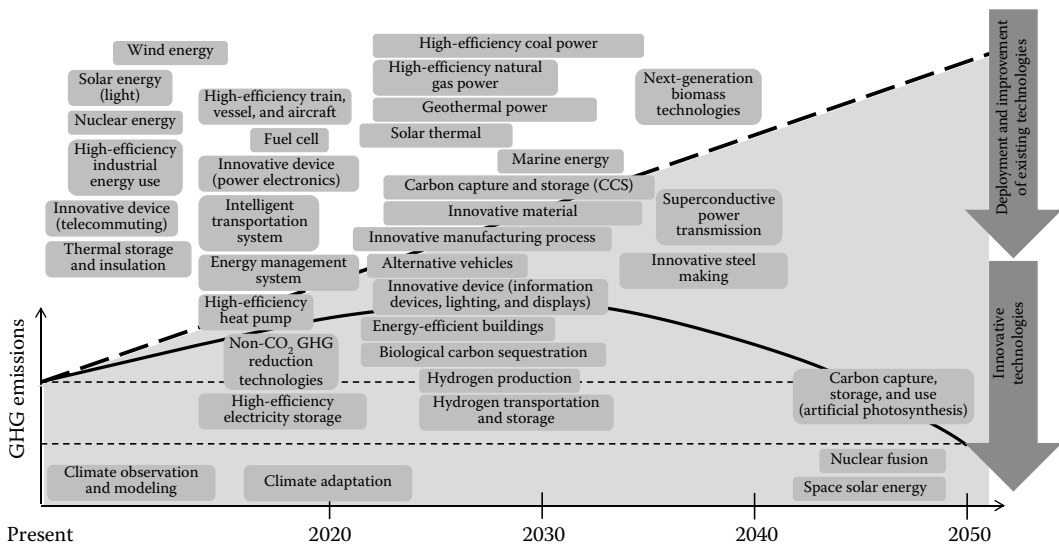 Wind energy
Solar energy
(light)
Nuclear energy
High-efficiency
industrial
energy use
Innovative device
(telecommuting)
Thermal storage
and insulation
High-efficiency train,
vessel, and aircraft
Fuel cell
Innovative device
(power electronics)
Intelligent
transportation
system
Energy management
system
High-efficiency
heat pump
Non-CO2 GHG
reduction
technologies
High-efficiency
electricity storage
High-efficiency coal power
High-efficiency natural
gas power
Geothermal power
Solar thermal
Marine energy
Carbon capture and storage (CCS)
Innovative material
Innovative manufacturing process
Alternative vehicles
Innovative device (information
devices, lighting, and displays)
Energy-efficient buildings
Biological carbon sequestration
Hydrogen production
Hydrogen transportation
and storage
Next-generation
biomass
technologies
Superconductive
power
transmission
Innovative steel
making
Carbon capture,
storage, and use
(artificial photosynthesis)
Nuclear fusion
Space solar energy
Climate observation
and modeling
Climate adaptation
Deployment and improvement
of existing technologies
Innovative
technologies
GHG emissions
Present
2020
2030
2040
2050